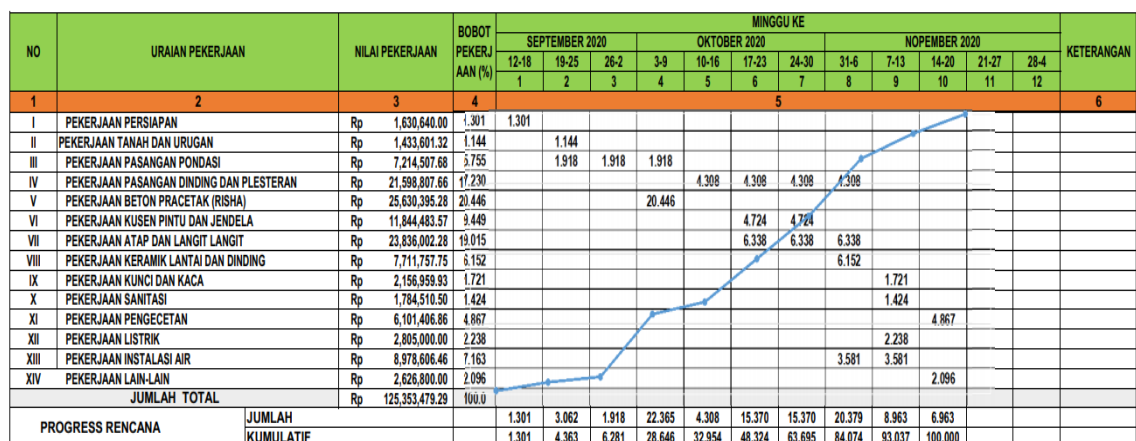 NO URAIAN PEKERJAAN NILAI PEKERJAAN BOBOT PEKERJ AAN (%) MINGGU KE KETERANGAN
SEPTEMBER 2020 OKTOBER 2020 NOPEMBER 2020
12-18 19-25 26-2 3-9 10-16 17-23 24-30 31-6 7-13 14-20 21-27 28-4
1 2 3 4 5 6 7 8 9 10 11 12
1 2 3 4 5 6
I PEKERJAAN PERSIAPAN Rp 1,630,640.00 1.301 1.301
II PEKERJAAN TANAH DAN URUGAN Rp 1,433,601.32 1.144 1.144
III PEKERJAAN PASANGAN PONDASI Rp 7,214,507.68 5.755 1.918 1.918 1.918
IV PEKERJAAN PASANGAN DINDING DAN PLESTERAN Rp 21,598,807.66 17.230 4.308 4.308 4.308 4.308
V PEKERJAAN BETON PRACETAK (RISHA) Rp 25,630,395.28 20.446 20.446
VI PEKERJAAN KUSEN PINTU DAN JENDELA Rp 11,844,483.57 9.449 4.724 4.724
VII PEKERJAAN ATAP DAN LANGIT LANGIT Rp 23,836,002.28 19.015 6.338 6.338 6.338
VIII PEKERJAAN KERAMIK LANTAI DAN DINDING Rp 7,711,757.75 6.152 6.152
IX PEKERJAAN KUNCI DAN KACA Rp 2,156,959.93 1.721 1.721
X PEKERJAAN SANITASI Rp 1,784,510.50 1.424 1.424
XI PEKERJAAN PENGECETAN Rp 6,101,406.86 4.867 4.867
XII PEKERJAAN LISTRIK Rp 2,805,000.00 2.238 2.238
XIII PEKERJAAN INSTALASI AIR Rp 8,978,606.46 7.163 3.581 3.581
XIV PEKERJAAN LAIN-LAIN Rp 2,626,800.00 2.096 2.096
JUMLAH TOTAL Rp 125,353,479.29 100.0
PROGRESS RENCANA JUMLAH 1.301 3.062 1.918 22.365 4.308 15.370 15.370 20.379 8.963 6.963
KUMULATIF 1.301 4.363 6.281 28.646 32.954 48.324 63.695 84.074 93.037 100.000